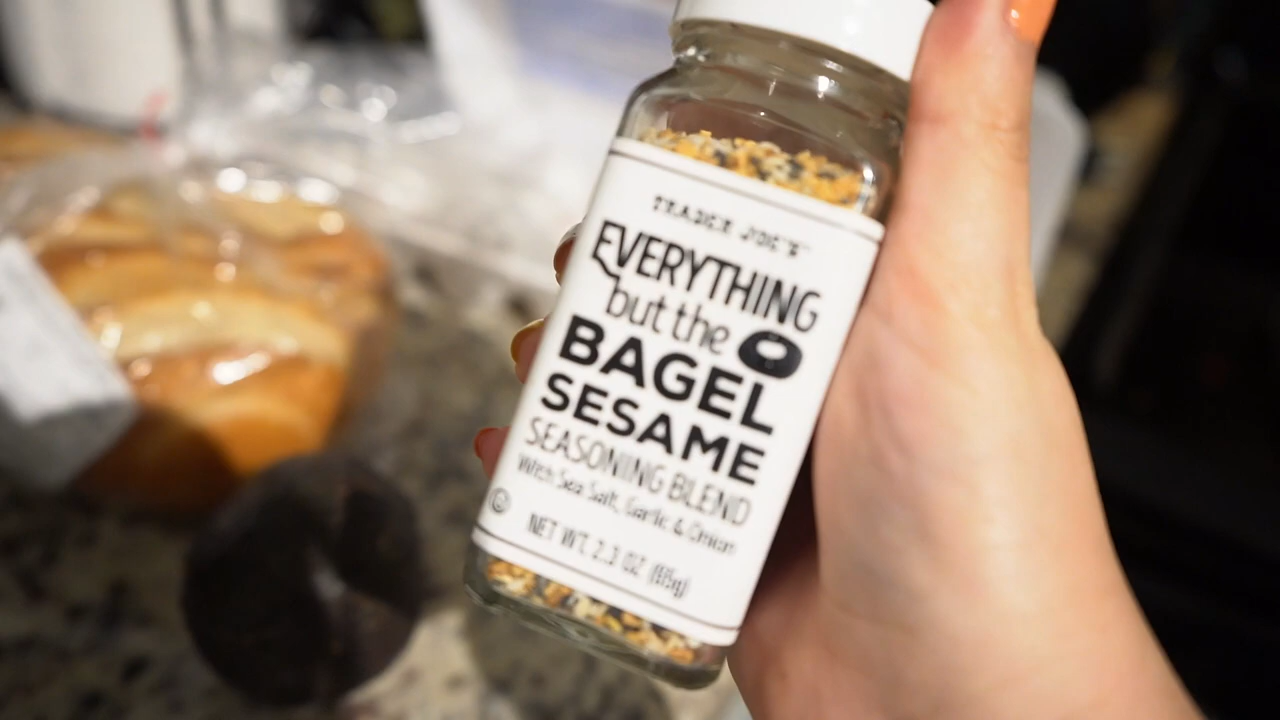 TRADER JOE'S™
EVERYTHING
but the
BAGEL
SESAME
SEASONING BLEND
With Sea Salt, Garlic & Onion
NET WT. 2.3 OZ (65g)